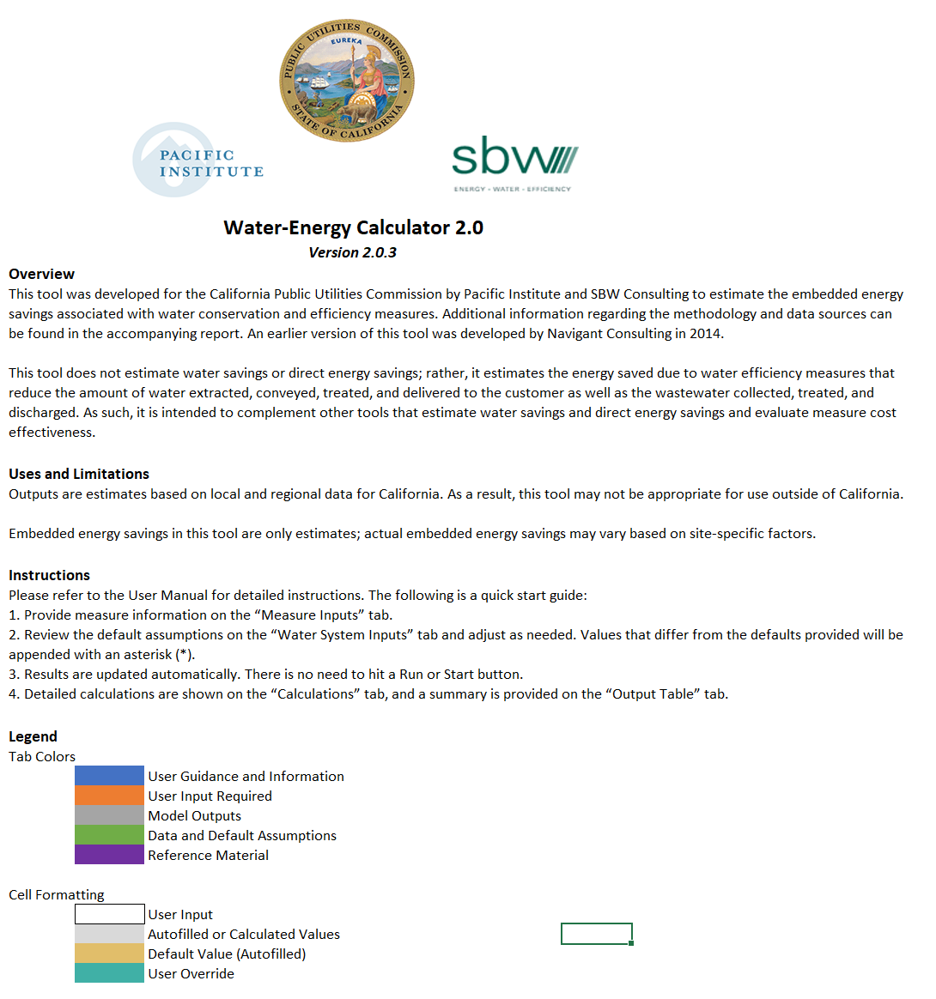 PUBLIC UTILITIES COMMISSION
EUREKA
STATE OF CALIFORNIA
PACIFIC
INSTITUTE
sbw
ENERGY - WATER - EFFICIENCY
Water-Energy Calculator 2.0
Version 2.0.3
Overview
This tool was developed for the California Public Utilities Commission by Pacific Institute and SBW Consulting to estimate the embedded energy
savings associated with water conservation and efficiency measures. Additional information regarding the methodology and data sources can
be found in the accompanying report. An earlier version of this tool was developed by Navigant Consulting in 2014.
This tool does not estimate water savings or direct energy savings; rather, it estimates the energy saved due to water efficiency measures that
reduce the amount of water extracted, conveyed, treated, and delivered to the customer as well as the wastewater collected, treated, and
discharged. As such, it is intended to complement other tools that estimate water savings and direct energy savings and evaluate measure cost
effectiveness.
Uses and Limitations
Outputs are estimates based on local and regional data for California. As a result, this tool may not be appropriate for use outside of California.
Embedded energy savings in this tool are only estimates; actual embedded energy savings may vary based on site-specific factors.
Instructions
Please refer to the User Manual for detailed instructions. The following is a quick start guide:
1. Provide measure information on the “Measure Inputs” tab.
2. Review the default assumptions on the “Water System Inputs” tab and adjust as needed. Values that differ from the defaults provided will be
appended with an asterisk (*).
3. Results are updated automatically. There is no need to hit a Run or Start button.
4. Detailed calculations are shown on the “Calculations” tab, and a summary is provided on the “Output Table” tab.
Legend
Tab Colors
User Guidance and Information
User Input Required
Model Outputs
Data and Default Assumptions
Reference Material
Cell Formatting
User Input
Autofilled or Calculated Values
Default Value (Autofilled)
User Override